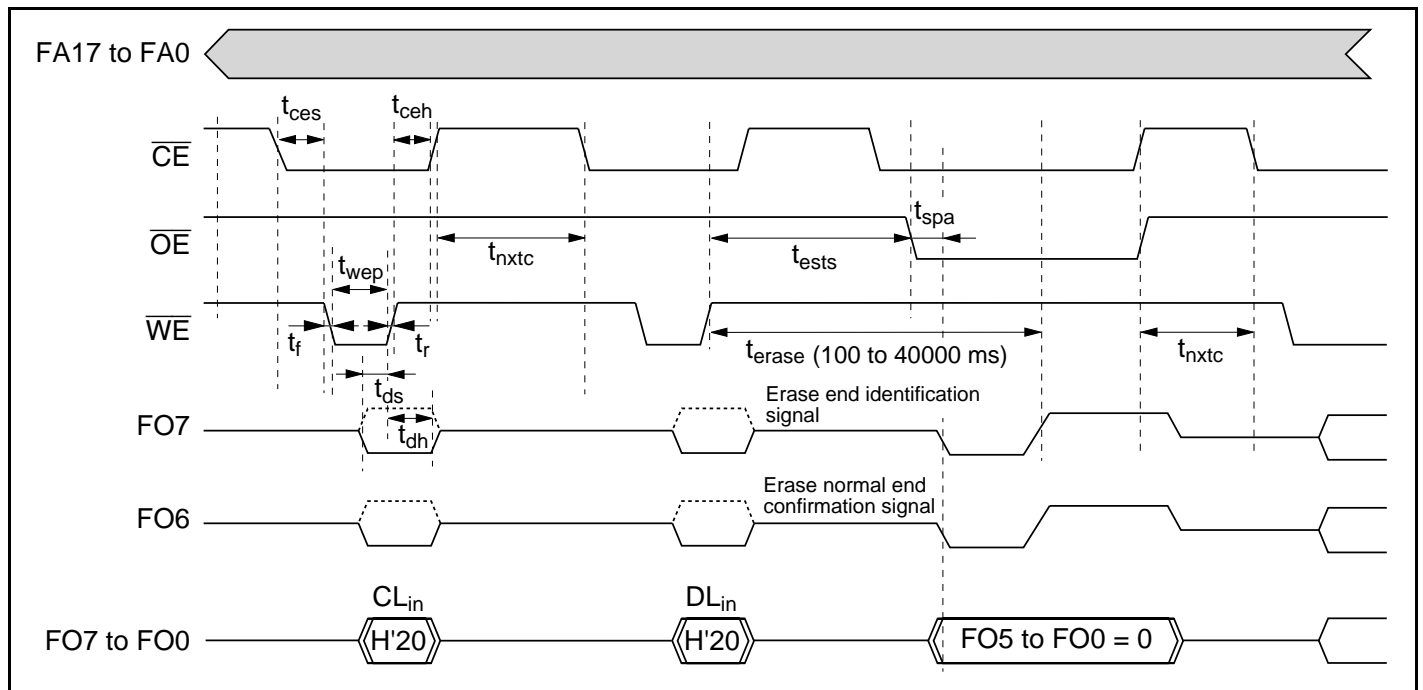 FA17 to FA0
tces
tceh
CE
tspa
OE
tnxtc
tests
twep
WE
tf
tr
terase (100 to 40000 ms)
tnxtc
tds
Erase end identification
signal
FO7
tdh
Erase normal end
confirmation signal
FO6
CLin
DLin
FO7 to FO0
H'20
H'20
FO5 to FO0 = 0